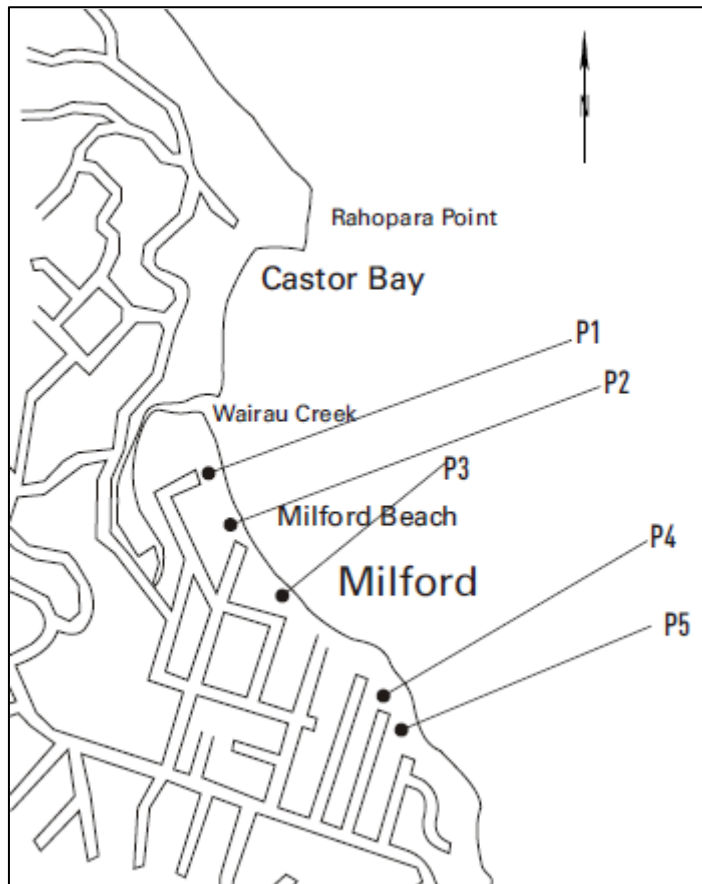 N
Rahopara Point
Castor Bay
P1
P2
Wairau Creek
P3
Milford Beach
P4
Milford
P5